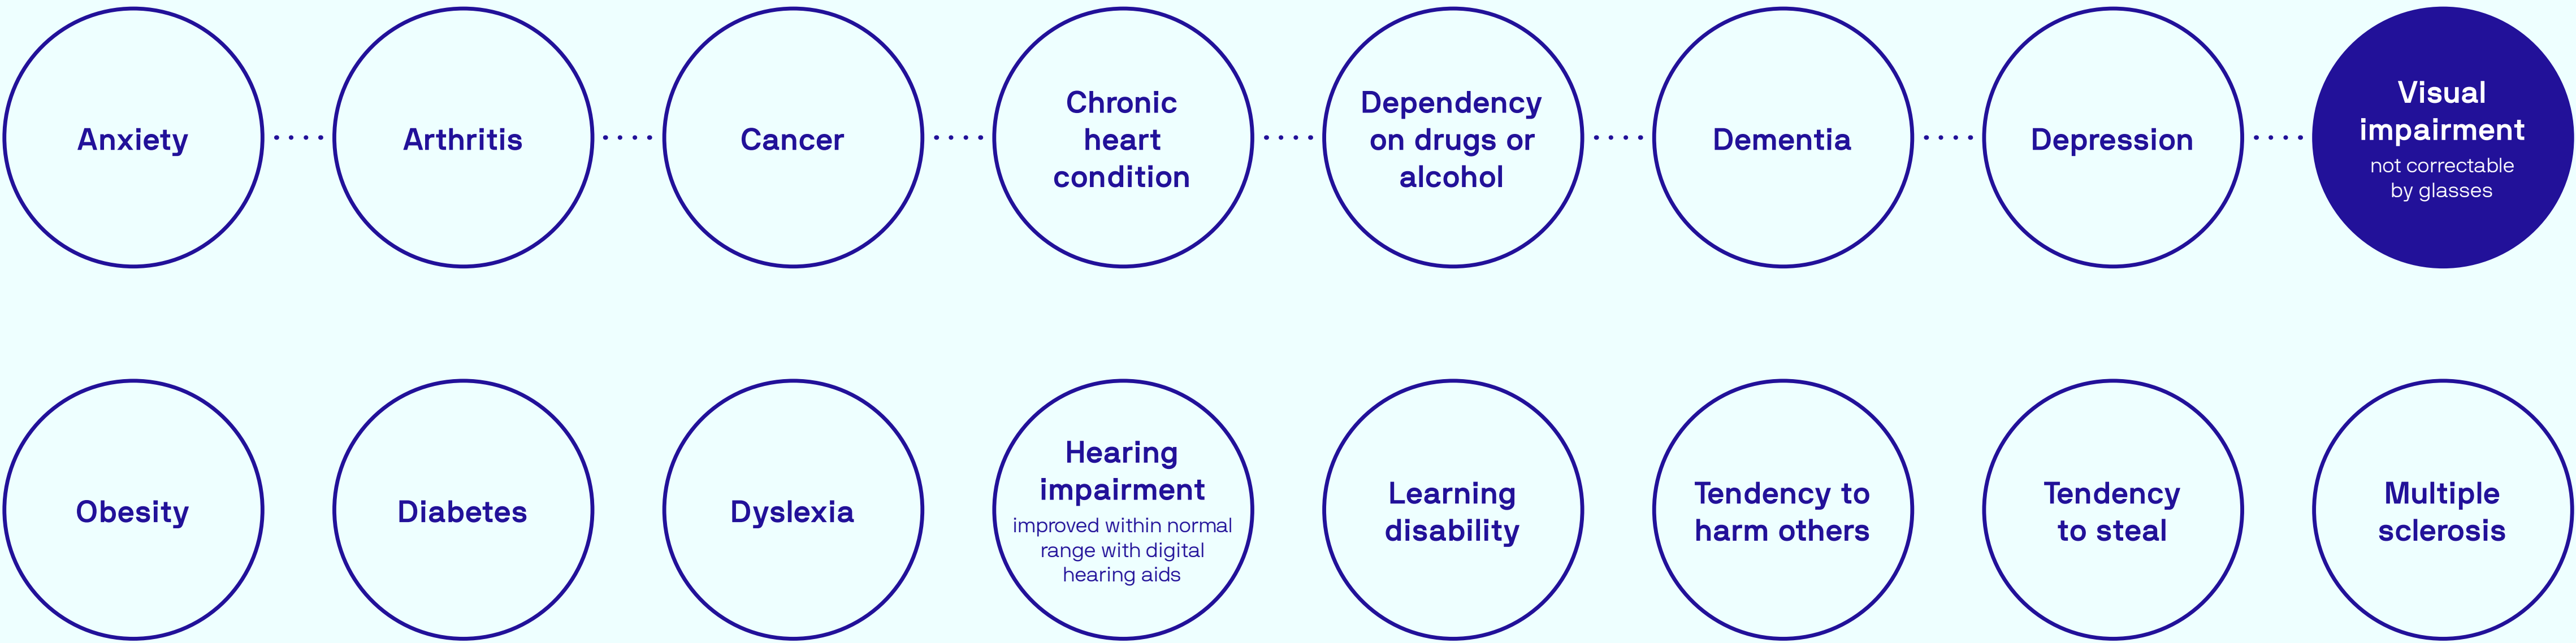 Anxiety
Arthritis
Cancer
Chronic
heart
condition
Dependency
on drugs or
alcohol
Dementia
Depression
Visual
impairment
not correctable
by glasses
Obesity
Diabetes
Dyslexia
Hearing
impairment
improved within normal
range with digital
hearing aids
Learning
disability
Tendency to
harm others
Tendency
to steal
Multiple
sclerosis